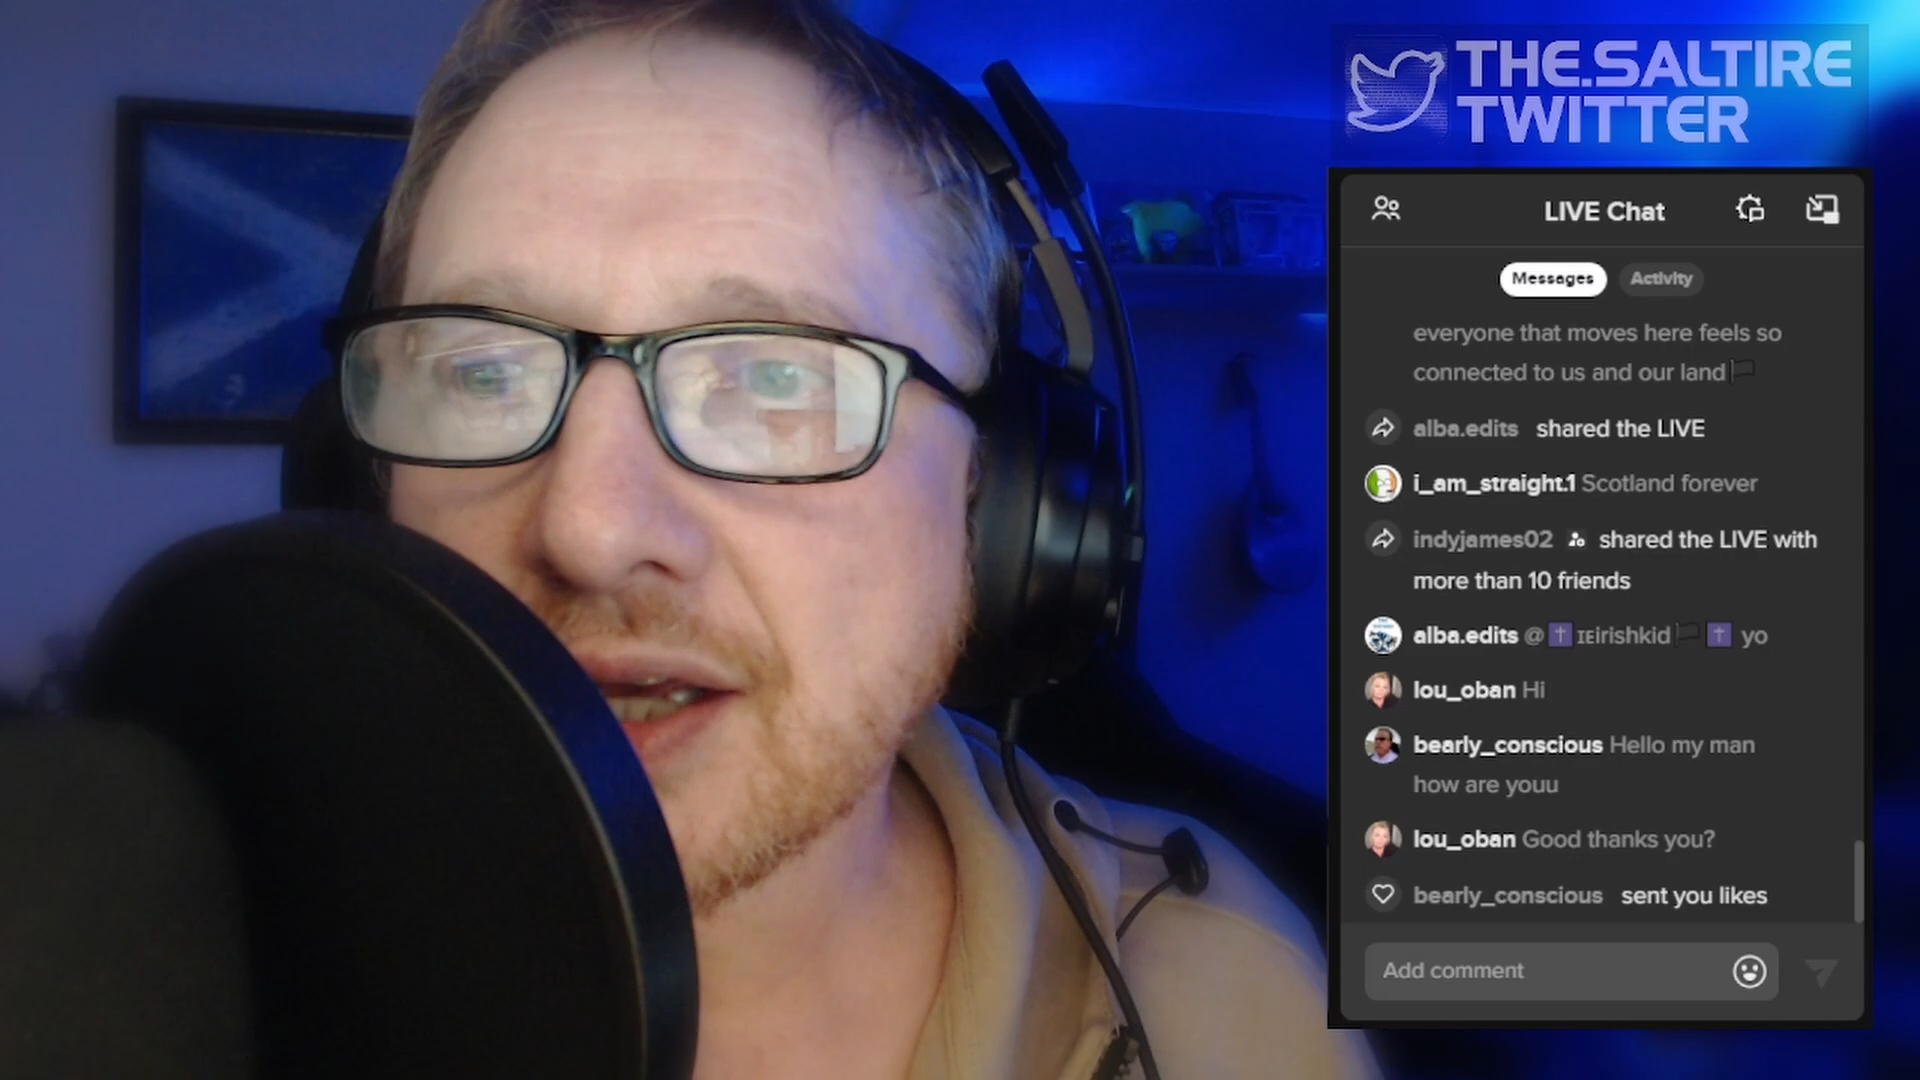 THE.SALTIRE
TWITTER
LIVE Chat
Messages Activity
everyone that moves here feels so
connected to us and our land🏴
alba.edits shared the LIVE
i_am_straight.1 Scotland forever
indyjames02 shared the LIVE with
more than 10 friends
alba.edits @✝️ɪᴇirishkid🏴✝️ yo
lou_oban Hi
bearly_conscious Hello my man
how are youu
lou_oban Good thanks you?
bearly_conscious sent you likes
Add comment